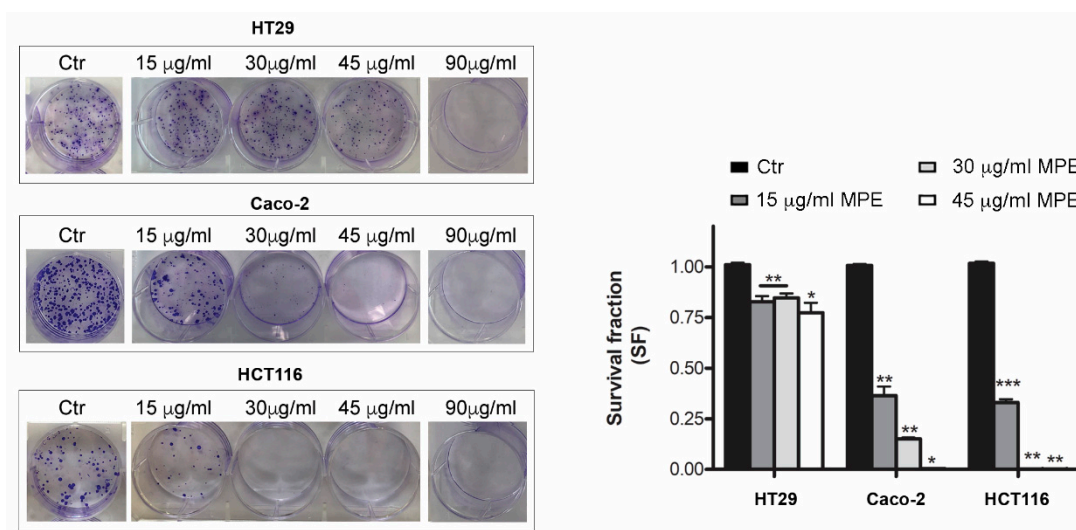 HT29
Ctr 15 µg/ml 30µg/ml 45 µg/ml 90µg/ml
Caco-2
Ctr 15 µg/ml 30µg/ml 45 µg/ml 90µg/ml
HCT116
Ctr 15 µg/ml 30µg/ml 45 µg/ml 90µg/ml
Ctr 30 µg/ml MPE
15 µg/ml MPE 45 µg/ml MPE
Survival fraction
(SF)
1.00
0.75
0.50
0.25
0.00
** *
** ** *
*** ** **
HT29 Caco-2 HCT116